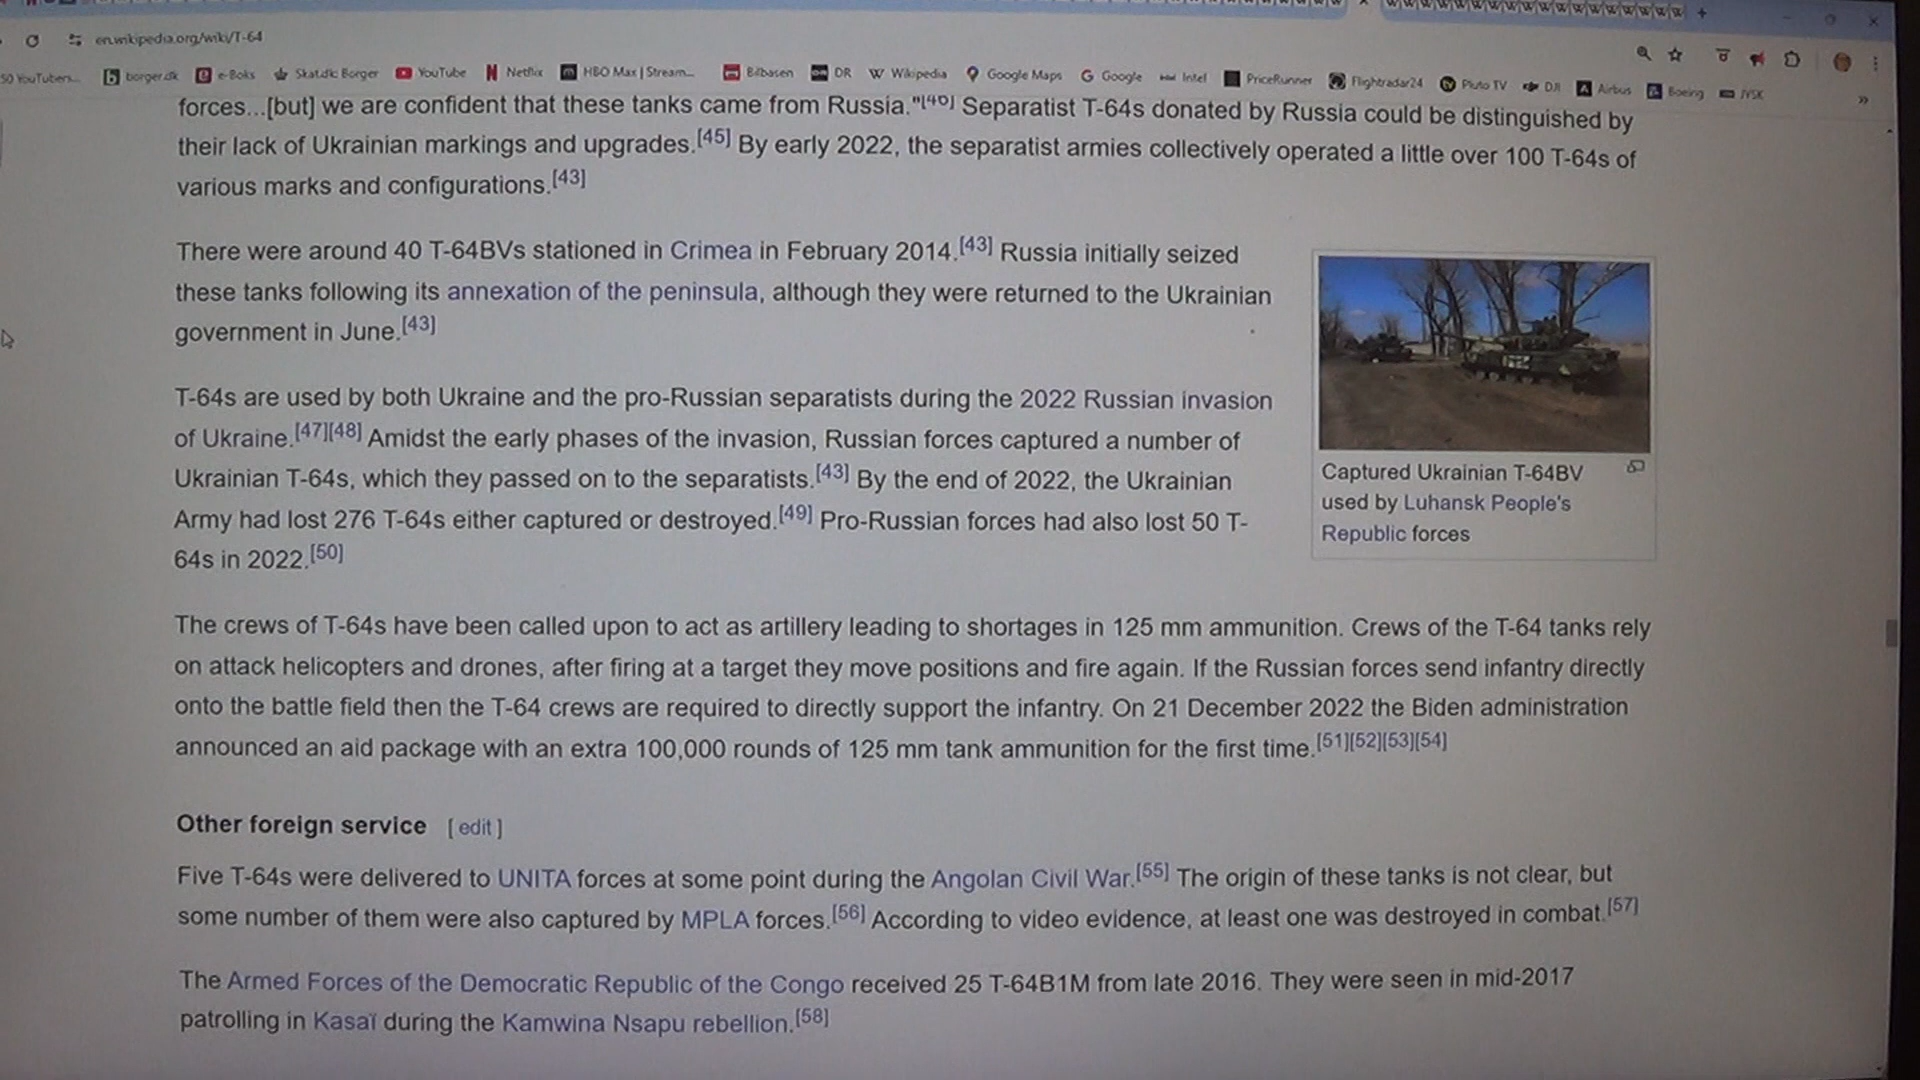 en.wikipedia.org/wiki/T-64
50 YouTubers... borger.dk e-Boks Skat.dk: Borger YouTube Netflix HBO Max | Stream... Bilbasen DR Wikipedia Google Maps Google Intel PriceRunner Flightradar24 Pluto TV DJI Airbus Boeing JYSK
forces...[but] we are confident that these tanks came from Russia."[46] Separatist T-64s donated by Russia could be distinguished by
their lack of Ukrainian markings and upgrades.[45] By early 2022, the separatist armies collectively operated a little over 100 T-64s of
various marks and configurations.[43]
There were around 40 T-64BVs stationed in Crimea in February 2014.[43] Russia initially seized
these tanks following its annexation of the peninsula, although they were returned to the Ukrainian
government in June.[43]
T-64s are used by both Ukraine and the pro-Russian separatists during the 2022 Russian invasion
of Ukraine.[47][48] Amidst the early phases of the invasion, Russian forces captured a number of
Ukrainian T-64s, which they passed on to the separatists.[43] By the end of 2022, the Ukrainian
Army had lost 276 T-64s either captured or destroyed.[49] Pro-Russian forces had also lost 50 T-
64s in 2022.[50]
Captured Ukrainian T-64BV
used by Luhansk People's
Republic forces
The crews of T-64s have been called upon to act as artillery leading to shortages in 125 mm ammunition. Crews of the T-64 tanks rely
on attack helicopters and drones, after firing at a target they move positions and fire again. If the Russian forces send infantry directly
onto the battle field then the T-64 crews are required to directly support the infantry. On 21 December 2022 the Biden administration
announced an aid package with an extra 100,000 rounds of 125 mm tank ammunition for the first time.[51][52][53][54]
Other foreign service [ edit ]
Five T-64s were delivered to UNITA forces at some point during the Angolan Civil War.[55] The origin of these tanks is not clear, but
some number of them were also captured by MPLA forces.[56] According to video evidence, at least one was destroyed in combat.[57]
The Armed Forces of the Democratic Republic of the Congo received 25 T-64B1M from late 2016. They were seen in mid-2017
patrolling in Kasaï during the Kamwina Nsapu rebellion.[58]